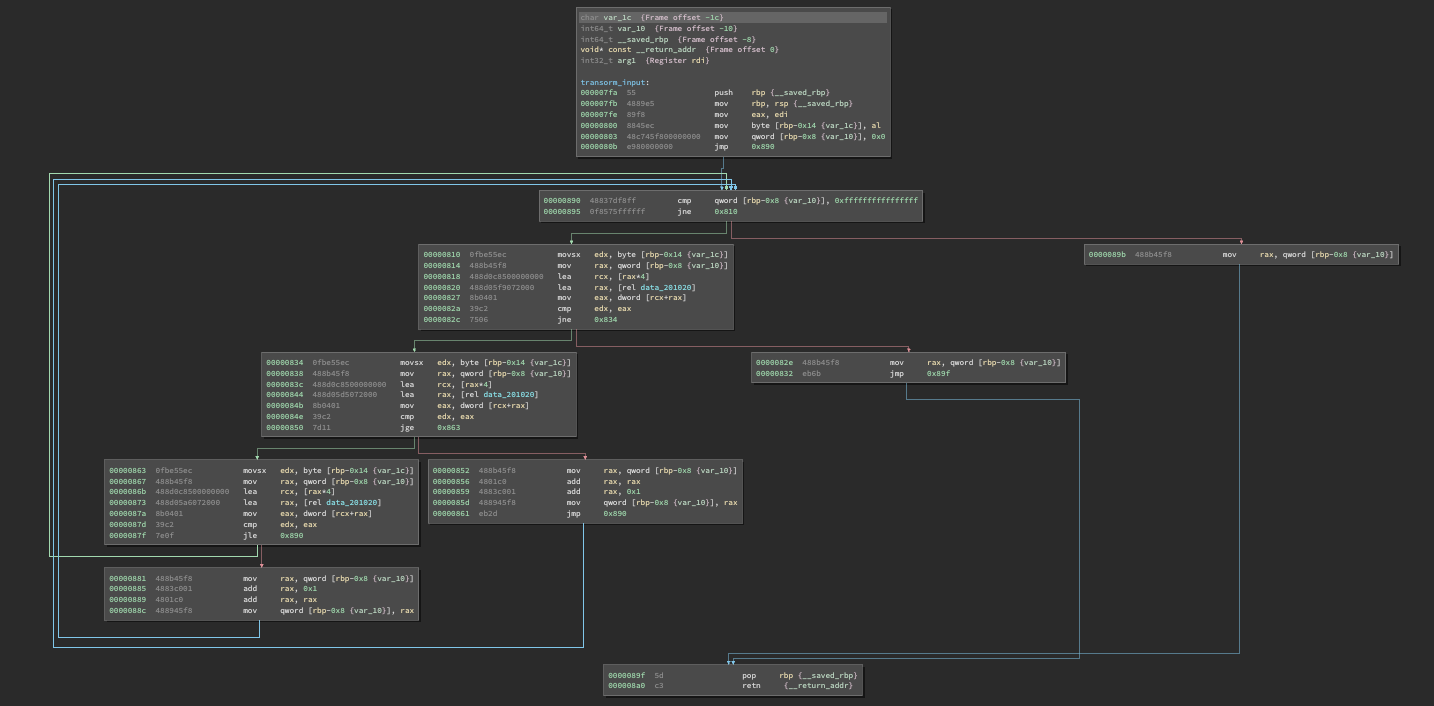 char var_1c {Frame offset -1c}
int64_t var_10 {Frame offset -10}
int64_t __saved_rbp {Frame offset -8}
void* const __return_addr {Frame offset 0}
int32_t arg1 {Register rdi}
transorm_input:
000007fa 55 push rbp {__saved_rbp}
000007fb 4889e5 mov rbp, rsp {__saved_rbp}
000007fe 89f8 mov eax, edi
00000800 8845ec mov byte [rbp-0x14 {var_1c}], al
00000803 48c745f800000000 mov qword [rbp-0x8 {var_10}], 0x0
0000080b e980000000 jmp 0x890
00000890 48837df8ff cmp qword [rbp-0x8 {var_10}], 0xffffffffffffffff
00000895 0f8575ffffff jne 0x810
00000810 0fbe55ec movsx edx, byte [rbp-0x14 {var_1c}]
00000814 488b45f8 mov rax, qword [rbp-0x8 {var_10}]
00000818 488d0c8500000000 lea rcx, [rax*4]
00000820 488d05f9072000 lea rax, [rel data_201020]
00000827 8b0401 mov eax, dword [rcx+rax]
0000082a 39c2 cmp edx, eax
0000082c 7506 jne 0x834
0000089b 488b45f8 mov rax, qword [rbp-0x8 {var_10}]
00000834 0fbe55ec movsx edx, byte [rbp-0x14 {var_1c}]
00000838 488b45f8 mov rax, qword [rbp-0x8 {var_10}]
0000083c 488d0c8500000000 lea rcx, [rax*4]
00000844 488d05d5072000 lea rax, [rel data_201020]
0000084b 8b0401 mov eax, dword [rcx+rax]
0000084e 39c2 cmp edx, eax
00000850 7d11 jge 0x863
0000082e 488b45f8 mov rax, qword [rbp-0x8 {var_10}]
00000832 eb6b jmp 0x89f
00000863 0fbe55ec movsx edx, byte [rbp-0x14 {var_1c}]
00000867 488b45f8 mov rax, qword [rbp-0x8 {var_10}]
0000086b 488d0c8500000000 lea rcx, [rax*4]
00000873 488d05a6072000 lea rax, [rel data_201020]
0000087a 8b0401 mov eax, dword [rcx+rax]
0000087d 39c2 cmp edx, eax
0000087f 7e0f jle 0x890
00000852 488b45f8 mov rax, qword [rbp-0x8 {var_10}]
00000856 4801c0 add rax, rax
00000859 4883c001 add rax, 0x1
0000085d 488945f8 mov qword [rbp-0x8 {var_10}], rax
00000861 eb2d jmp 0x890
00000881 488b45f8 mov rax, qword [rbp-0x8 {var_10}]
00000885 4883c001 add rax, 0x1
00000889 4801c0 add rax, rax
0000088c 488945f8 mov qword [rbp-0x8 {var_10}], rax
0000089f 5d pop rbp {__saved_rbp}
000008a0 c3 retn {__return_addr}